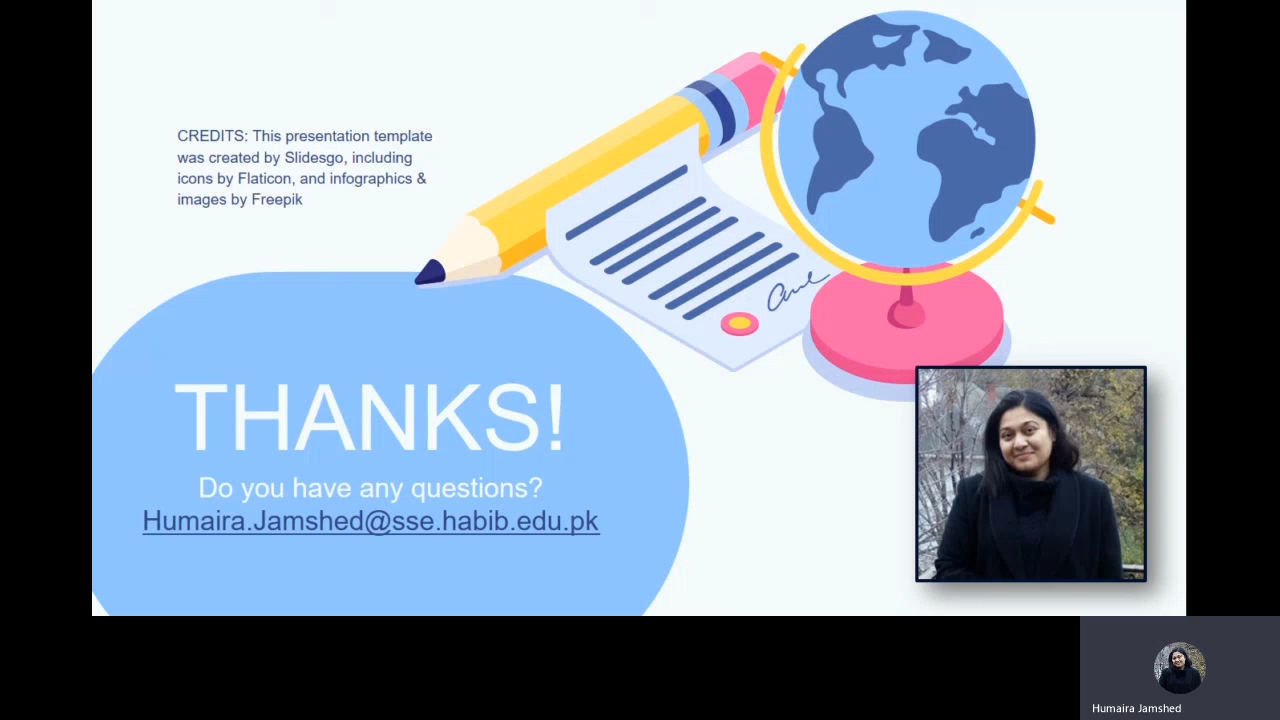 CREDITS: This presentation template
was created by Slidesgo, including
icons by Flaticon, and infographics &
images by Freepik
THANKS!
Do you have any questions?
Humaira.Jamshed@sse.habib.edu.pk
Humaira Jamshed